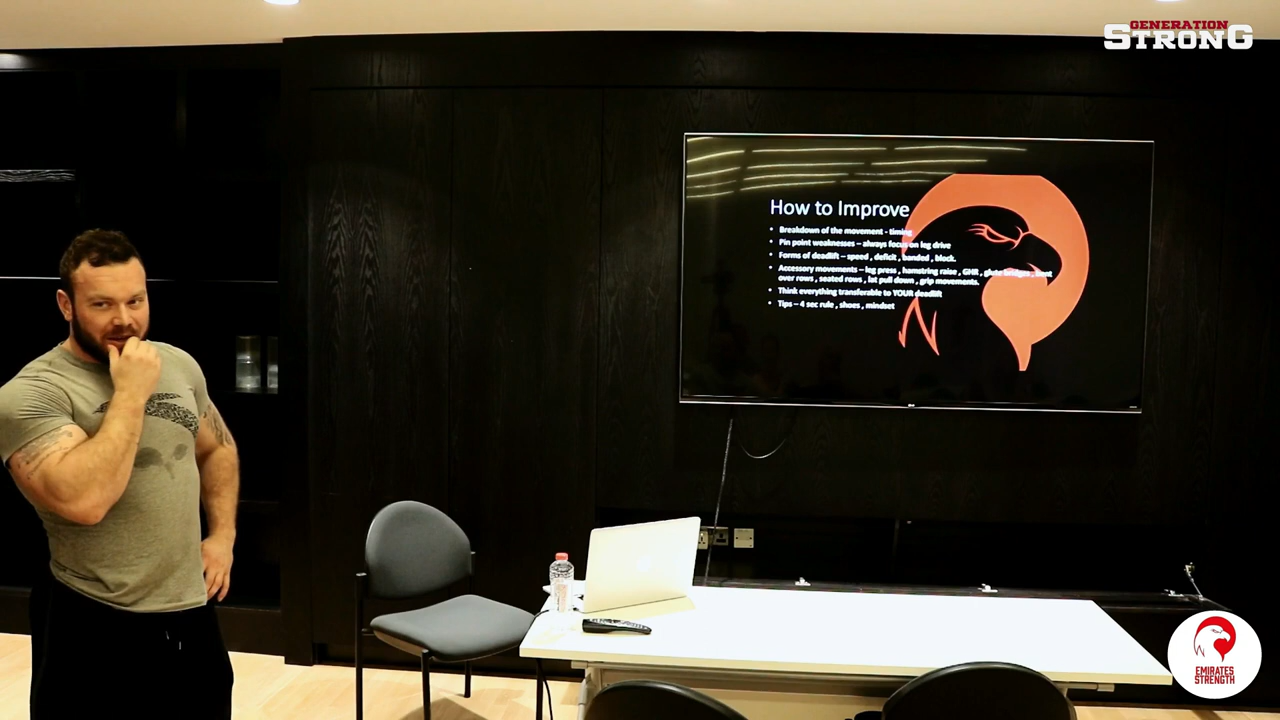 GENERATION
STRONG
How to Improve
• Breakdown of the movement - timing
• Pin point weaknesses – always focus on leg drive
• Forms of deadlift – speed , deficit , banded , block.
• Accessory movements – leg press , hamstring raise , GHR , glute bridges , bent
over rows , seated rows , lat pull down , grip movements.
• Think everything transferable to YOUR deadlift
• Tips – 4 sec rule , shoes , mindset
EMIRATES
STRENGTH